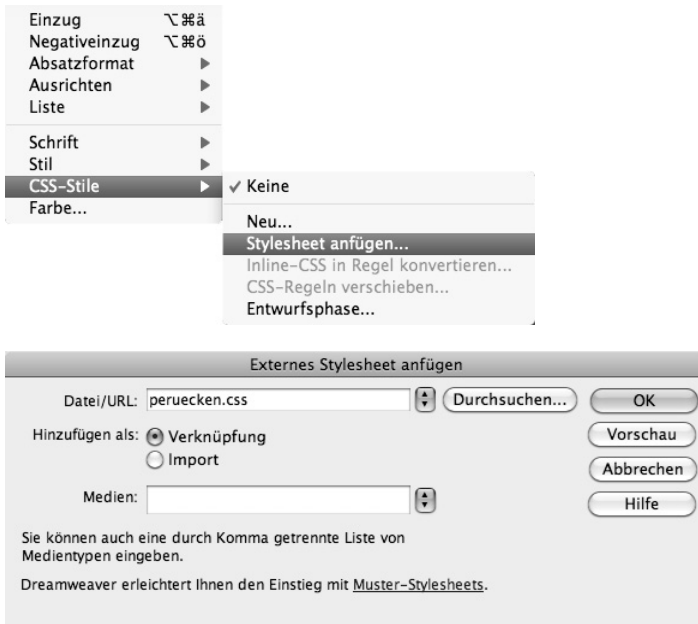 Einzug ⌥⌘ä
Negativeinzug ⌥⌘ö
Absatzformat ▶
Ausrichten ▶
Liste ▶
Schrift ▶
Stil ▶
CSS-Stile ▶
Farbe...
✓ Keine
Neu...
Stylesheet anfügen...
Inline-CSS in Regel konvertieren...
CSS-Regeln verschieben...
Entwurfsphase...
Externes Stylesheet anfügen
Datei/URL: peruecken.css Durchsuchen... OK
Hinzufügen als: Verknüpfung Vorschau
Import Abbrechen
Medien: Hilfe
Sie können auch eine durch Komma getrennte Liste von
Medientypen eingeben.
Dreamweaver erleichtert Ihnen den Einstieg mit Muster-Stylesheets.